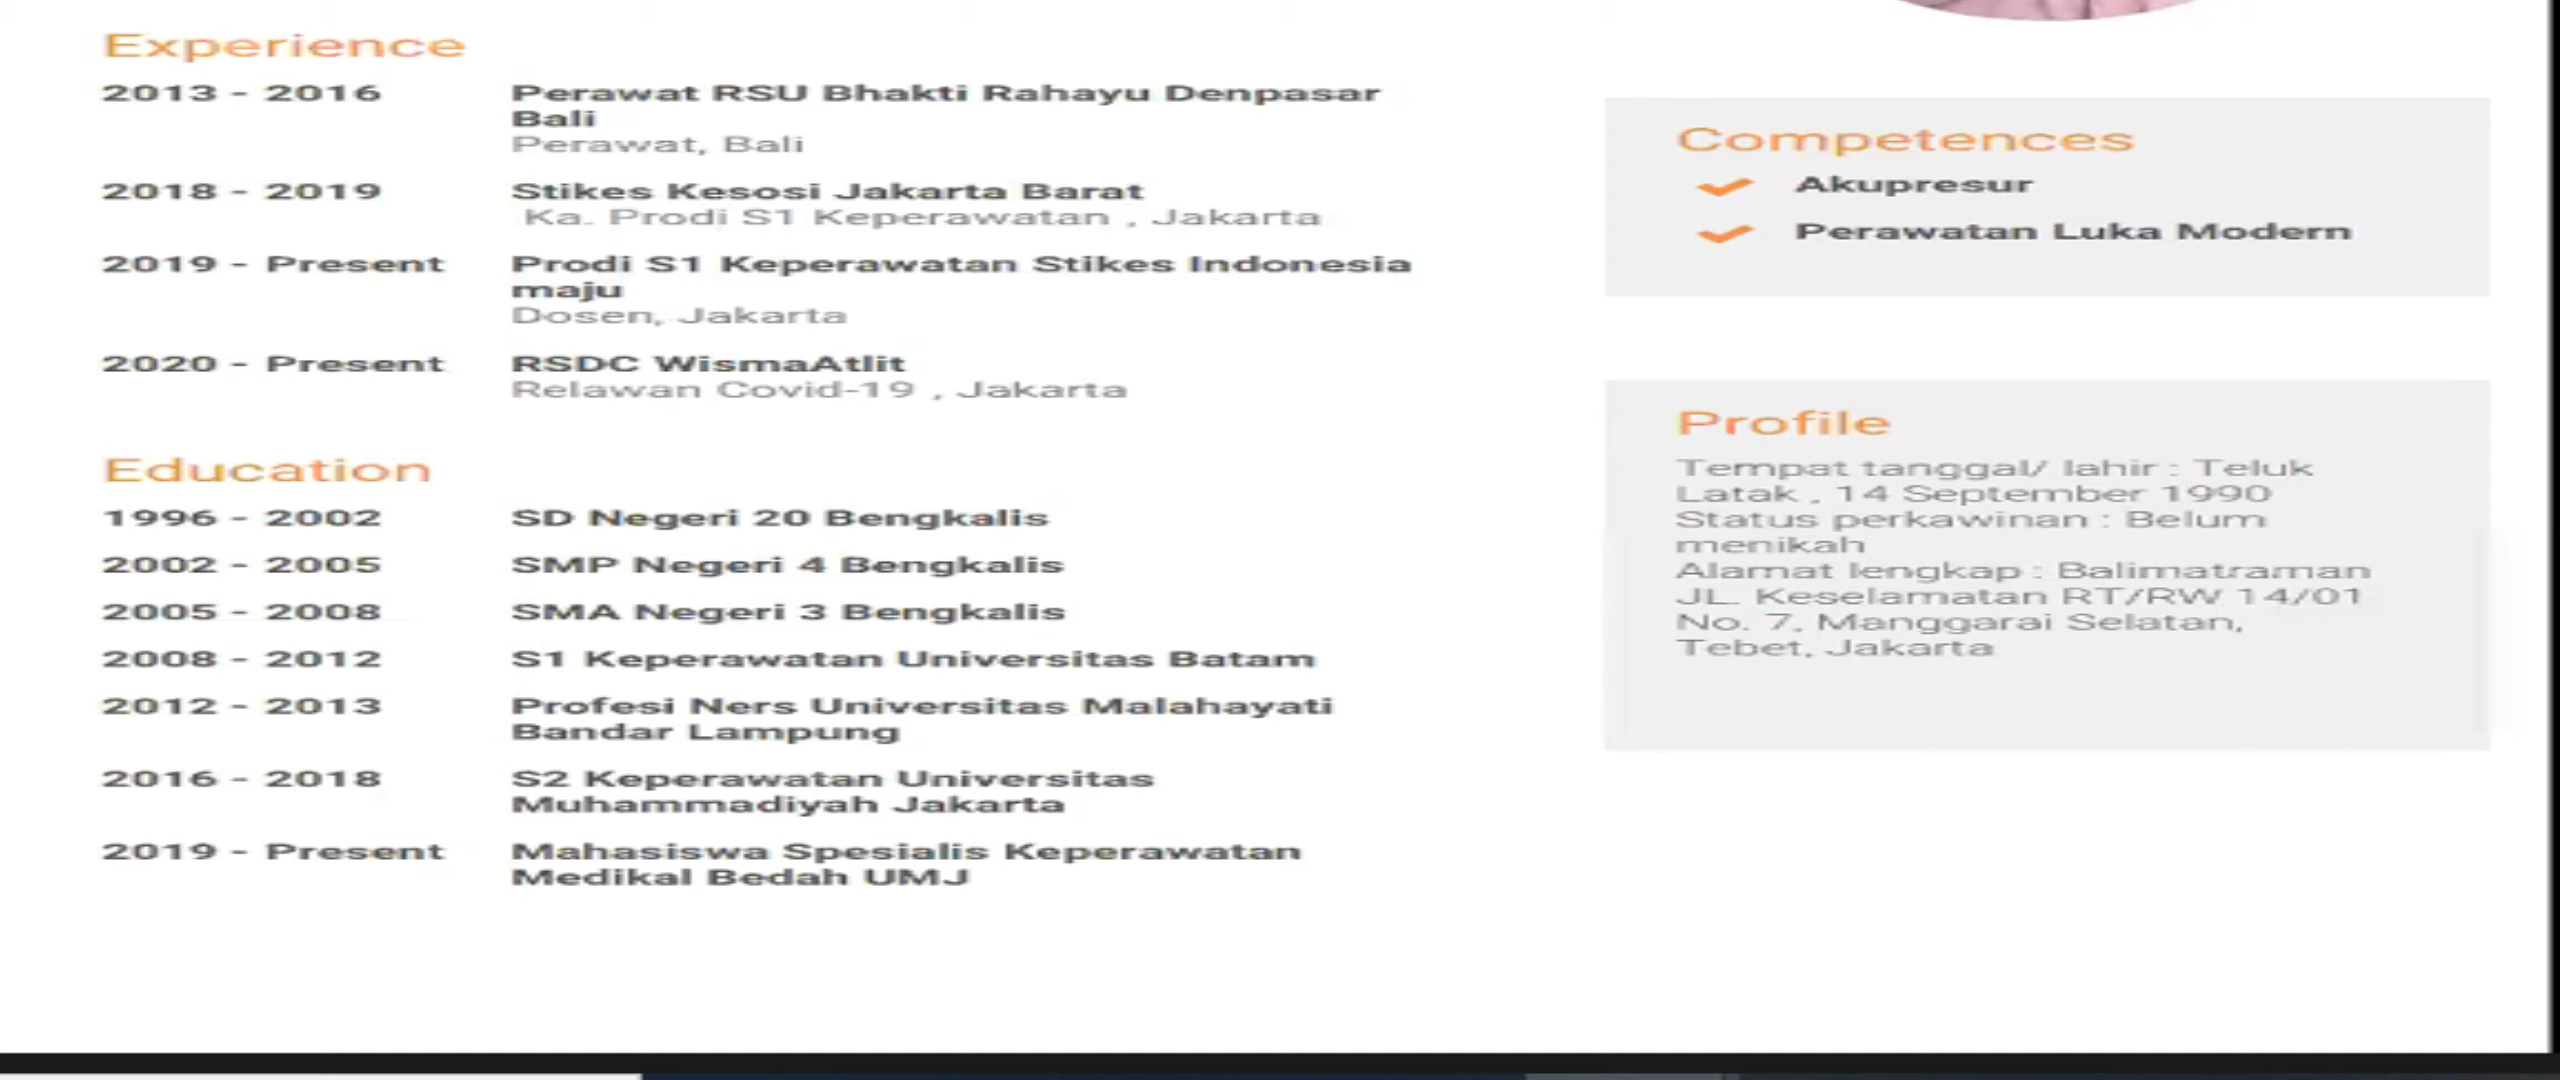 Experience
2013 - 2016 Perawat RSU Bhakti Rahayu Denpasar
Bali
Perawat, Bali
2018 - 2019 Stikes Kesosi Jakarta Barat
Ka. Prodi S1 Keperawatan , Jakarta
2019 - Present Prodi S1 Keperawatan Stikes Indonesia
maju
Dosen, Jakarta
2020 - Present RSDC WismaAtlit
Relawan Covid-19 , Jakarta
Education
1996 - 2002 SD Negeri 20 Bengkalis
2002 - 2005 SMP Negeri 4 Bengkalis
2005 - 2008 SMA Negeri 3 Bengkalis
2008 - 2012 S1 Keperawatan Universitas Batam
2012 - 2013 Profesi Ners Universitas Malahayati
Bandar Lampung
2016 - 2018 S2 Keperawatan Universitas
Muhammadiyah Jakarta
2019 - Present Mahasiswa Spesialis Keperawatan
Medikal Bedah UMJ
Competences
Akupresur
Perawatan Luka Modern
Profile
Tempat tanggal/ lahir : Teluk
Latak , 14 September 1990
Status perkawinan : Belum
menikah
Alamat lengkap : Balimatraman
JL. Keselamatan RT/RW 14/01
No. 7, Manggarai Selatan,
Tebet, Jakarta